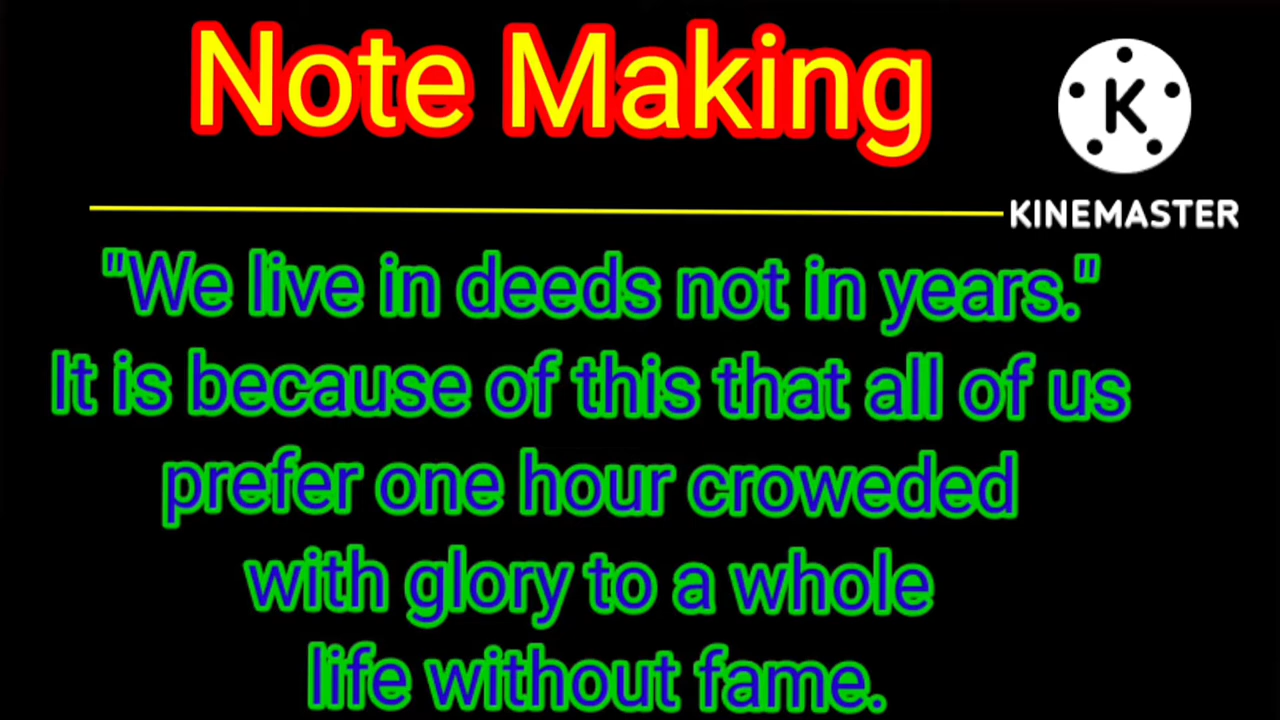 Note Making
K
KINEMASTER
"We live in deeds not in years."
It is because of this that all of us
prefer one hour croweded
with glory to a whole
life without fame.